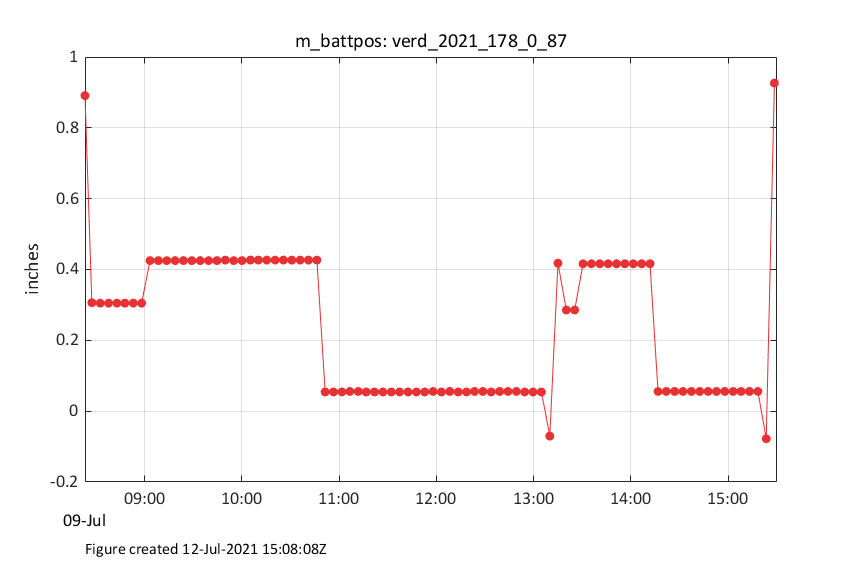 m_battpos: verd_2021_178_0_87
1
0.8
0.6
0.4
0.2
0
-0.2
inches
09:00 10:00 11:00 12:00 13:00 14:00 15:00
09-Jul
Figure created 12-Jul-2021 15:08:08Z